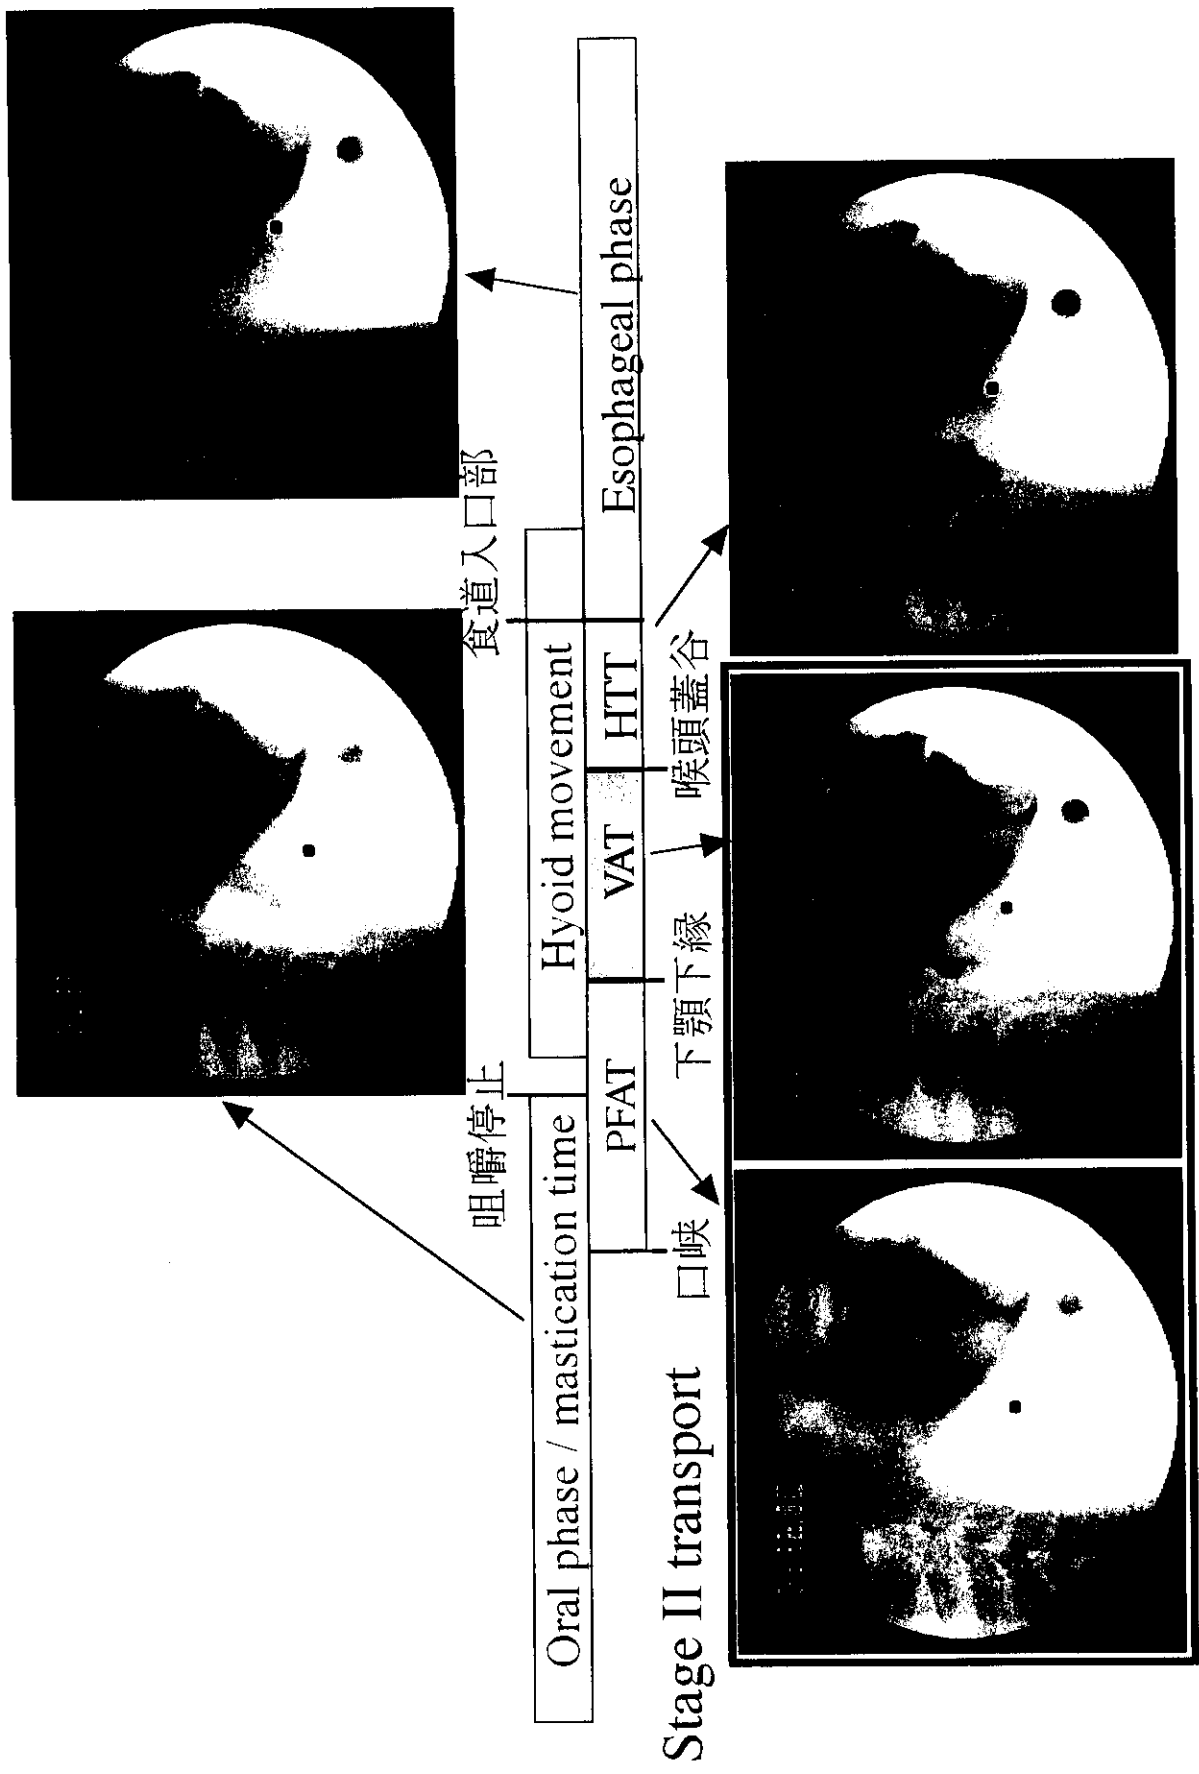 食道入口部
咀嚼停止
Hyoid movement
Oral phase / mastication time
PFAT
VAT
HTT
Esophageal phase
口峡
下顎下縁
喉頭蓋谷
Stage II transport